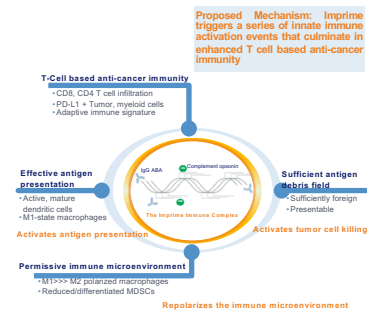 Proposed Mechanism: Imprime
triggers a series of innate immune
activation events that culminate in
enhanced T cell based anti-cancer
immunity
T-Cell based anti-cancer immunity
• CD8, CD4 T cell infiltration
• PD-L1 + Tumor, myeloid cells
• Adaptive immune signature
IgG ABA
Complement opsonin
The Imprime Immune Complex
Effective antigen
presentation
• Active, mature
dendritic cells
• M1-state macrophages
Activates antigen presentation
Sufficient antigen
debris field
• Sufficiently foreign
• Presentable
Activates tumor cell killing
Permissive immune microenvironment
• M1>>> M2 polarized macrophages
• Reduced/differentiated MDSCs
Repolarizes the immune microenvironment